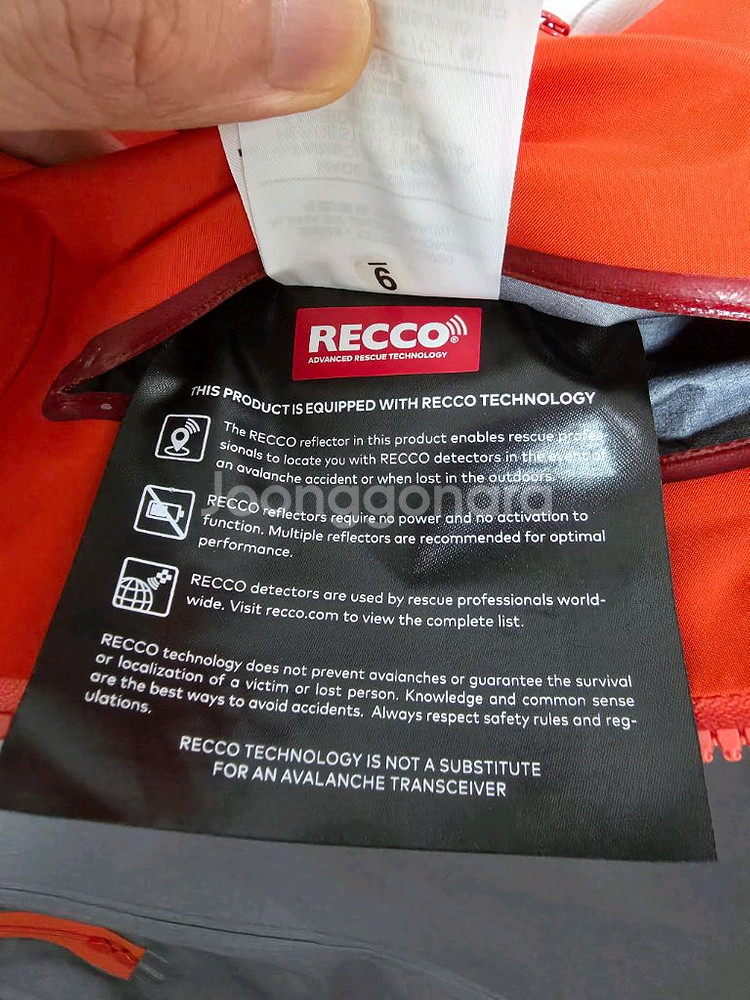 6
RECCO®
ADVANCED RESCUE TECHNOLOGY
THIS PRODUCT IS EQUIPPED WITH RECCO TECHNOLOGY
The RECCO reflector in this product enables rescue profes-
sionals to locate you with RECCO detectors in the event of
an avalanche accident or when lost in the outdoors.
Joonggonara
RECCO reflectors require no power and no activation to
function. Multiple reflectors are recommended for optimal
performance.
RECCO detectors are used by rescue professionals world-
wide. Visit recco.com to view the complete list.
RECCO technology does not prevent avalanches or guarantee the survival
or localization of a victim or lost person. Knowledge and common sense
are the best ways to avoid accidents. Always respect safety rules and reg-
ulations.
RECCO TECHNOLOGY IS NOT A SUBSTITUTE
FOR AN AVALANCHE TRANSCEIVER